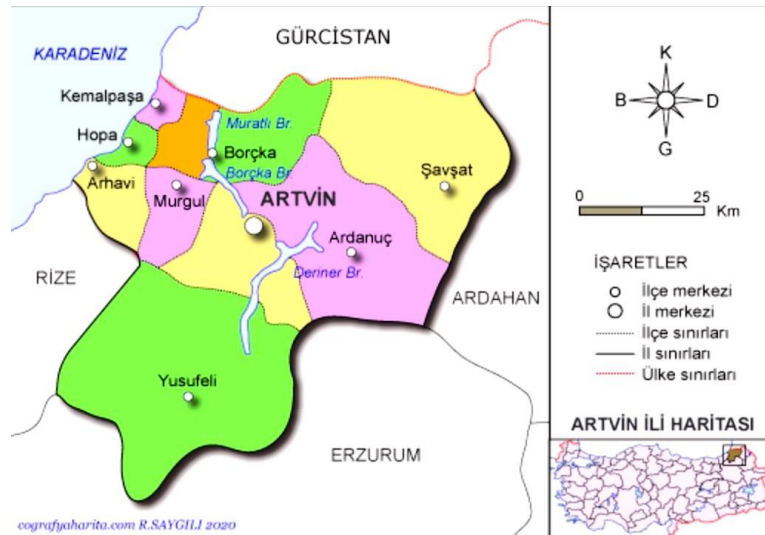 GÜRCİSTAN
KARADENİZ
Kemalpaşa
Hopa
Muratlı Br.
Borçka
Borçka Br.
Arhavi
Murgul
ARTVİN
Şavşat
Ardanuç
Deriner Br.
RİZE
ARDAHAN
Yusufeli
ERZURUM
cografyaharita.com R.SAYGILI 2020
K
B
D
G
0 25
Km
İŞARETLER
İlçe merkezi
İl merkezi
İlçe sınırları
İl sınırları
Ülke sınırları
ARTVİN İLİ HARİTASI